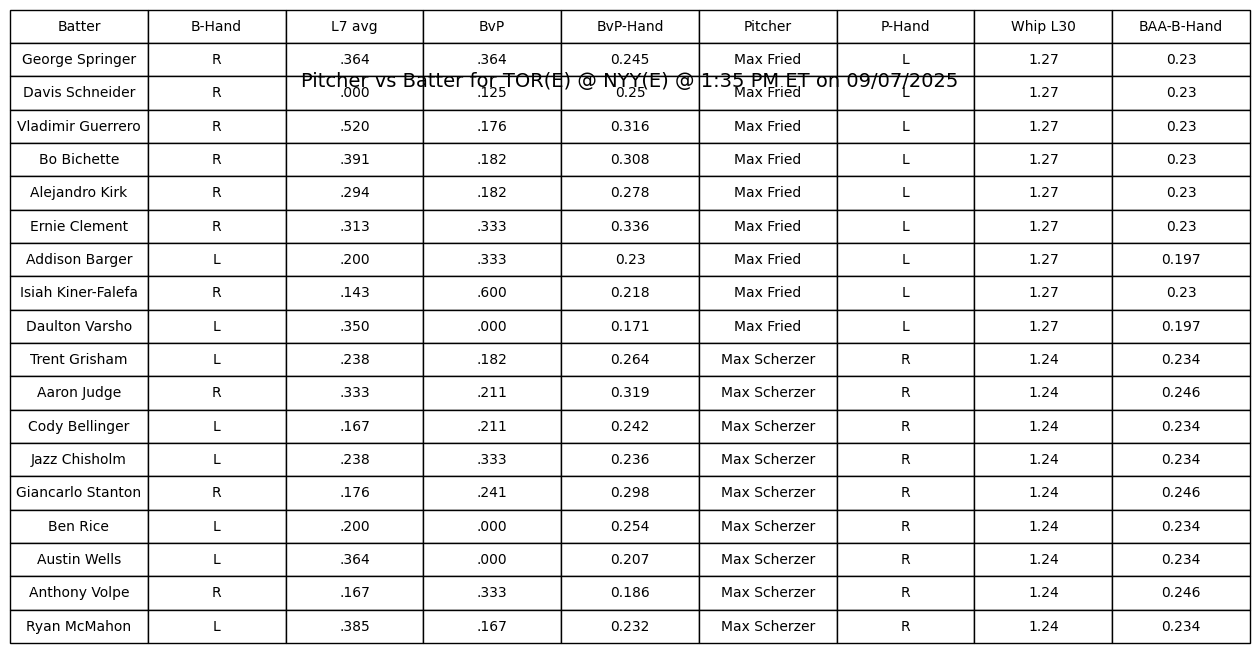 Batter B-Hand L7 avg BvP BvP-Hand Pitcher P-Hand Whip L30 BAA-B-Hand
George Springer R .364 .364 0.245 Max Fried L 1.27 0.23
Pitcher vs Batter for TOR(E) @ NYY(E) @ 1:35 PM ET on 09/07/2025
Davis Schneider R .000 .125 0.25 Max Fried L 1.27 0.23
Vladimir Guerrero R .520 .176 0.316 Max Fried L 1.27 0.23
Bo Bichette R .391 .182 0.308 Max Fried L 1.27 0.23
Alejandro Kirk R .294 .182 0.278 Max Fried L 1.27 0.23
Ernie Clement R .313 .333 0.336 Max Fried L 1.27 0.23
Addison Barger L .200 .333 0.23 Max Fried L 1.27 0.197
Isiah Kiner-Falefa R .143 .600 0.218 Max Fried L 1.27 0.23
Daulton Varsho L .350 .000 0.171 Max Fried L 1.27 0.197
Trent Grisham L .238 .182 0.264 Max Scherzer R 1.24 0.234
Aaron Judge R .333 .211 0.319 Max Scherzer R 1.24 0.246
Cody Bellinger L .167 .211 0.242 Max Scherzer R 1.24 0.234
Jazz Chisholm L .238 .333 0.236 Max Scherzer R 1.24 0.234
Giancarlo Stanton R .176 .241 0.298 Max Scherzer R 1.24 0.246
Ben Rice L .200 .000 0.254 Max Scherzer R 1.24 0.234
Austin Wells L .364 .000 0.207 Max Scherzer R 1.24 0.234
Anthony Volpe R .167 .333 0.186 Max Scherzer R 1.24 0.246
Ryan McMahon L .385 .167 0.232 Max Scherzer R 1.24 0.234